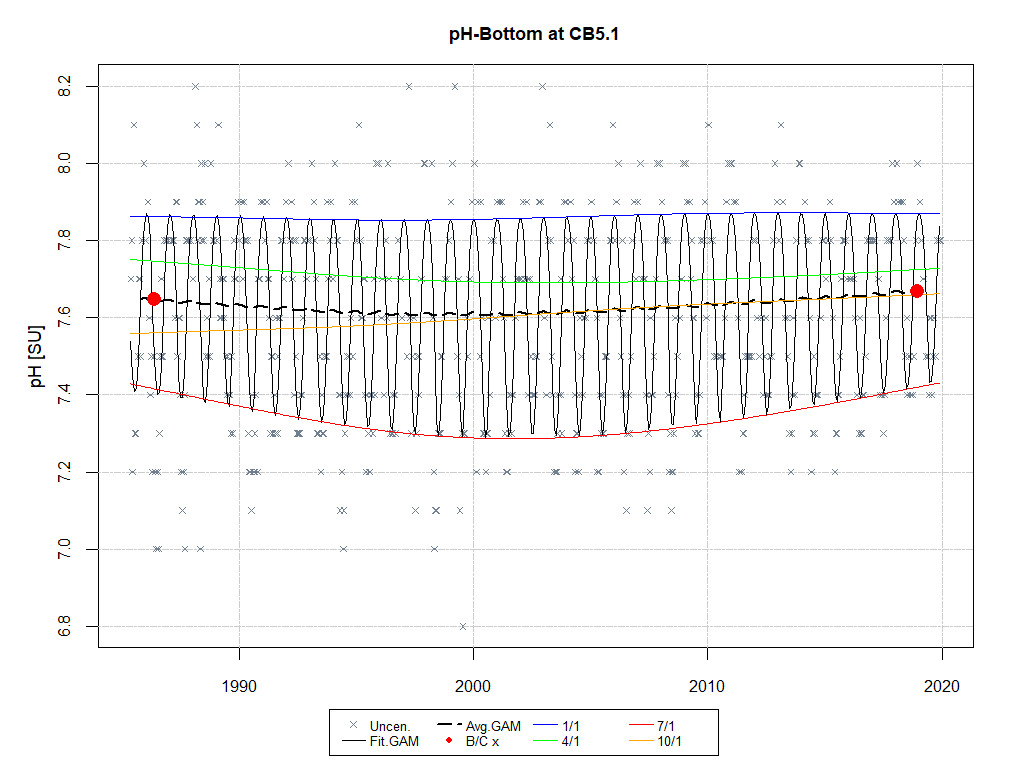 pH-Bottom at CB5.1
pH [SU]
8.2
8.0
7.8
7.6
7.4
7.2
7.0
6.8
1990 2000 2010 2020
Uncen. Avg.GAM 1/1 7/1
Fit.GAM B/C x 4/1 10/1